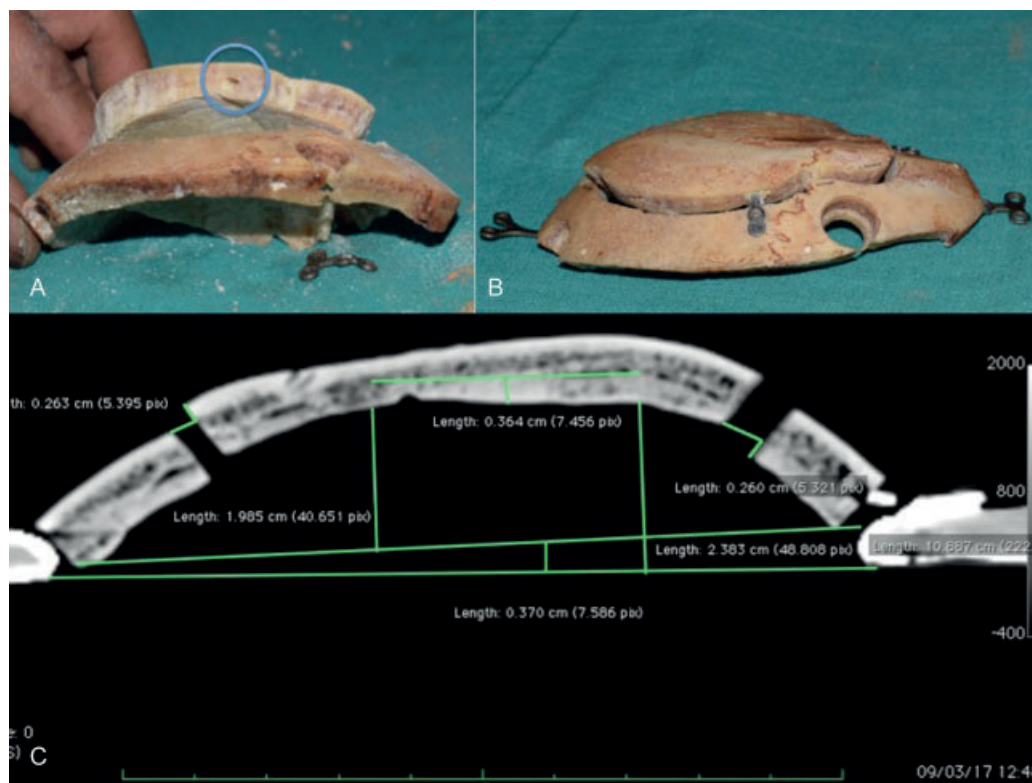 A
B
2000
th: 0.263 cm (5.395 pix)
Length: 0.364 cm (7.456 pix)
Length: 0.260 cm (5.321 pix)
800
Length: 1.985 cm (40.651 pix)
Length: 2.383 cm (48.808 pix)
Length: 10.887 cm (222
Length: 0.370 cm (7.586 pix)
-400
e: 0
S)
C
09/03/17 12:4